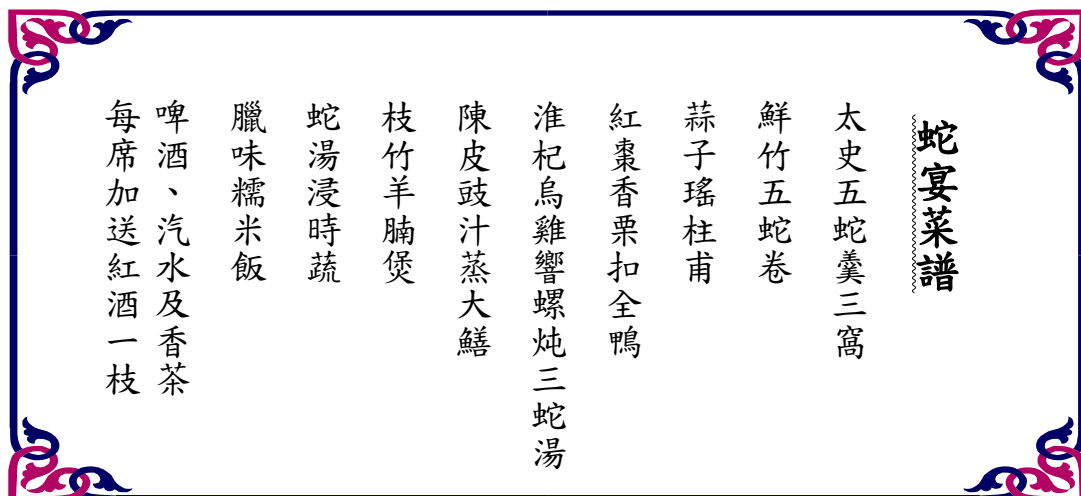 蛇宴菜譜
太史五蛇羹三窩
鮮竹五蛇卷
蒜子瑤柱甫
紅棗香栗扣全鴨
淮杞烏雞響螺炖三蛇湯
陳皮豉汁蒸大鱔
枝竹羊腩煲
蛇湯浸時蔬
臘味糯米飯
啤酒、汽水及香茶
每席加送紅酒一枝